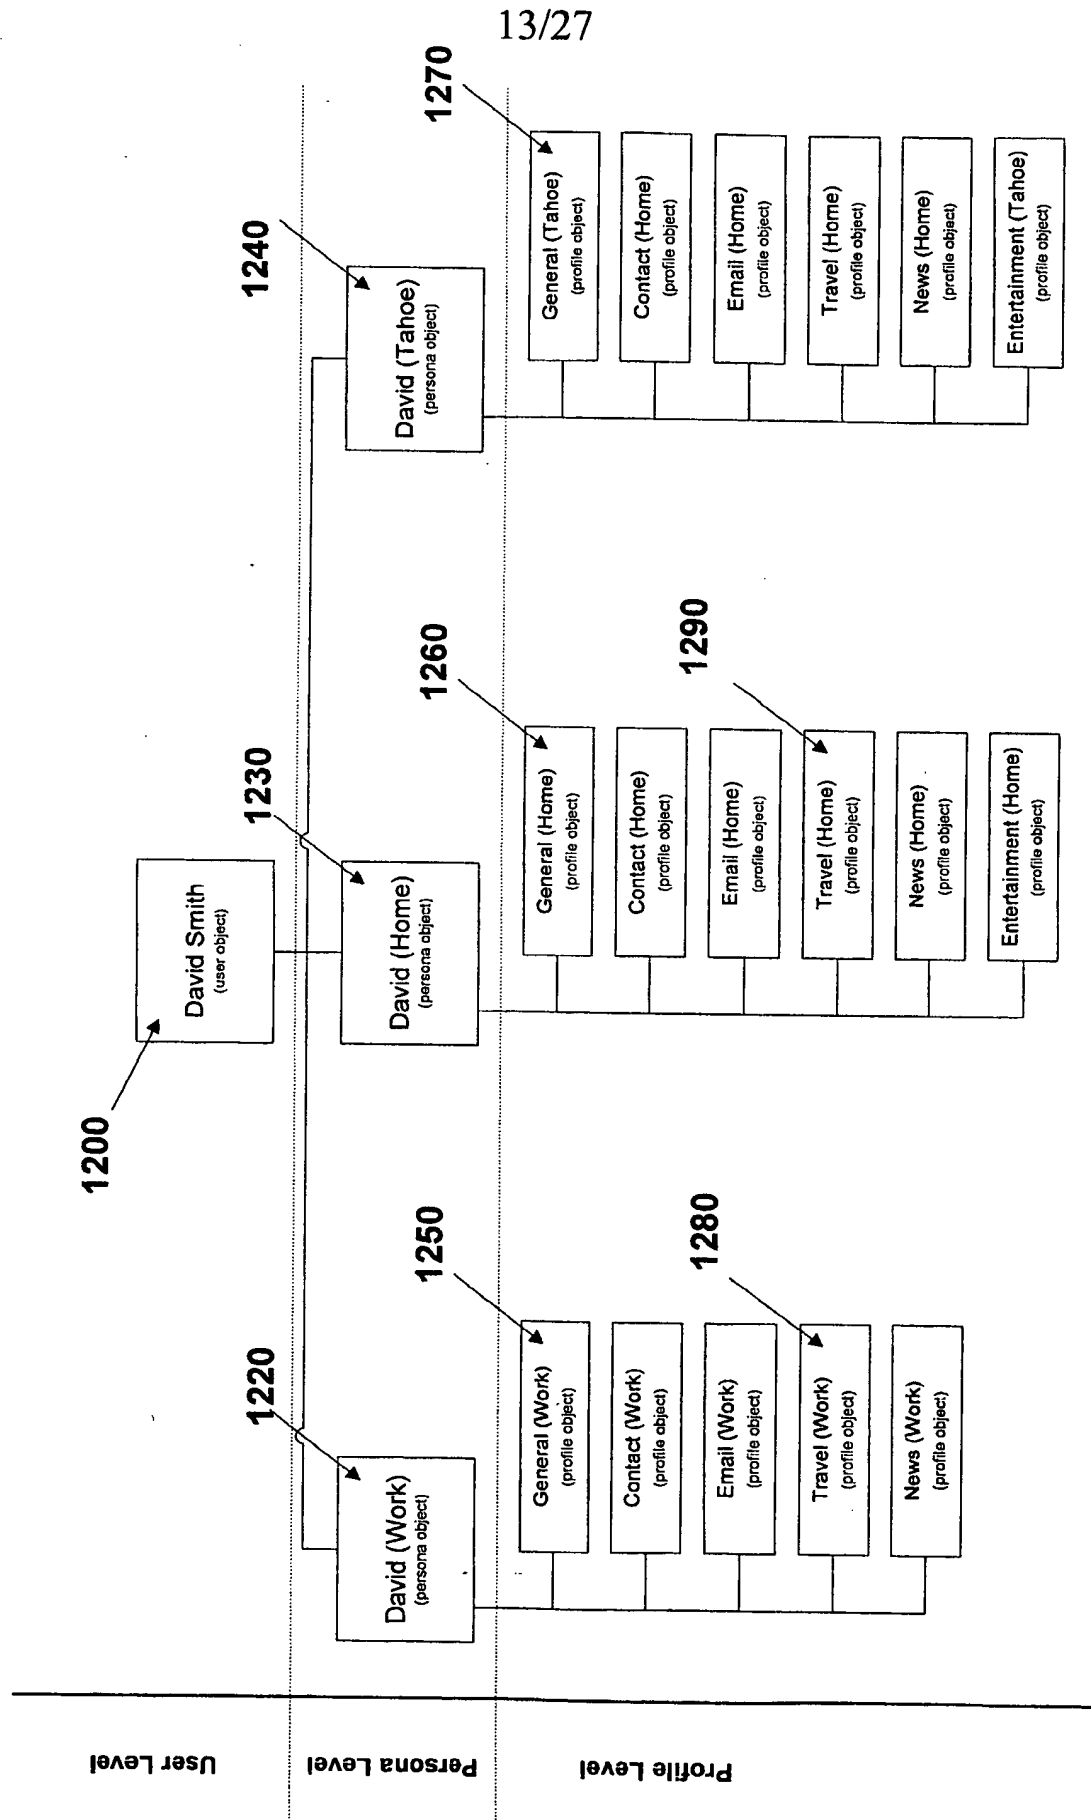 13/27
User Level
1200
David Smith
(user object)
Persona Level
1220
David (Work)
(persona object)
1230
David (Home)
(persona object)
1240
David (Tahoe)
(persona object)
Profile Level
1250
General (Work)
(profile object)
Contact (Work)
(profile object)
Email (Work)
(profile object)
1280
Travel (Work)
(profile object)
News (Work)
(profile object)
1260
General (Home)
(profile object)
Contact (Home)
(profile object)
Email (Home)
(profile object)
1290
Travel (Home)
(profile object)
News (Home)
(profile object)
Entertainment (Home)
(profile object)
1270
General (Tahoe)
(profile object)
Contact (Home)
(profile object)
Email (Home)
(profile object)
Travel (Home)
(profile object)
News (Home)
(profile object)
Entertainment (Tahoe)
(profile object)